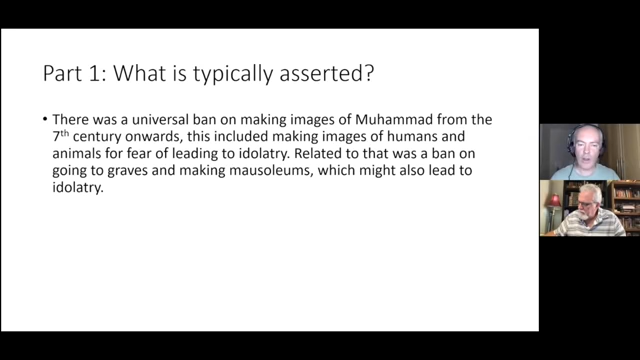 Part 1: What is typically asserted?
• There was a universal ban on making images of Muhammad from the
7th century onwards, this included making images of humans and
animals for fear of leading to idolatry. Related to that was a ban on
going to graves and making mausoleums, which might also lead to
idolatry.